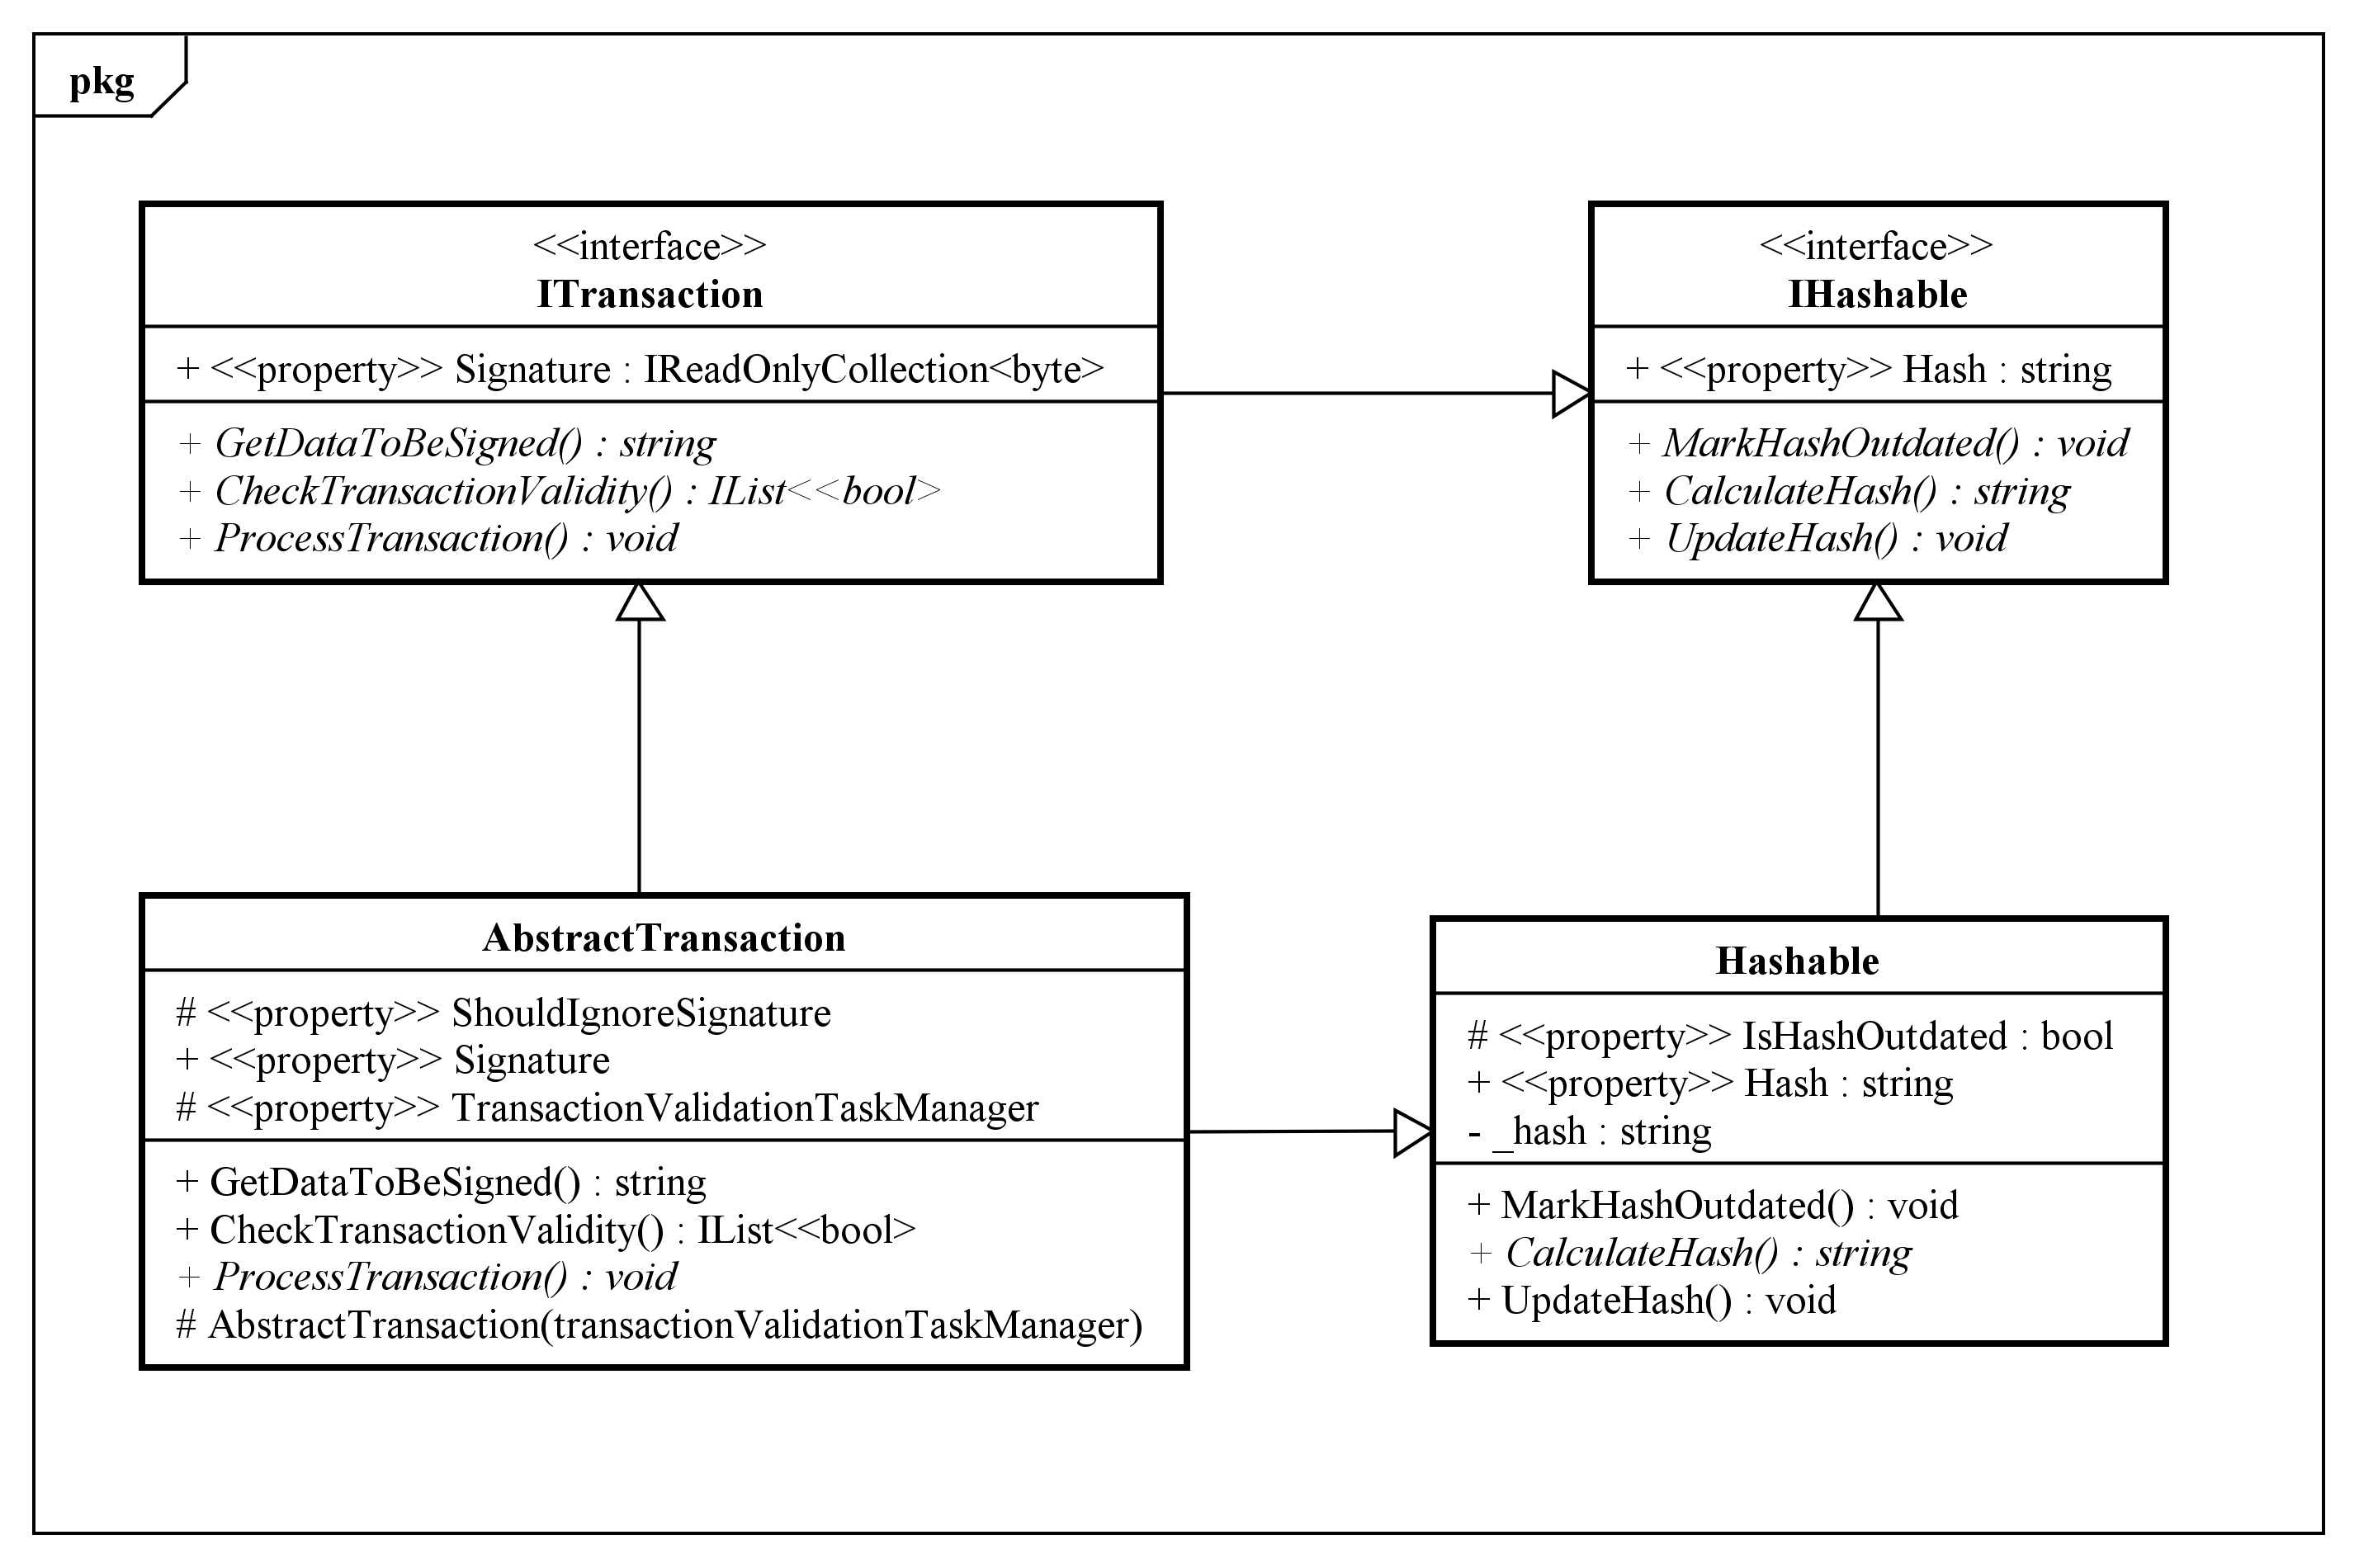 pkg
<<interface>>
ITransaction
+ <<property>> Signature : IReadOnlyCollection<byte>
+ GetDataToBeSigned() : string
+ CheckTransactionValidity() : IList<<bool>
+ ProcessTransaction() : void
<<interface>>
IHashable
+ <<property>> Hash : string
+ MarkHashOutdated() : void
+ CalculateHash() : string
+ UpdateHash() : void
AbstractTransaction
# <<property>> ShouldIgnoreSignature
+ <<property>> Signature
# <<property>> TransactionValidationTaskManager
+ GetDataToBeSigned() : string
+ CheckTransactionValidity() : IList<<bool>
+ ProcessTransaction() : void
# AbstractTransaction(transactionValidationTaskManager)
Hashable
# <<property>> IsHashOutdated : bool
+ <<property>> Hash : string
- _hash : string
+ MarkHashOutdated() : void
+ CalculateHash() : string
+ UpdateHash() : void